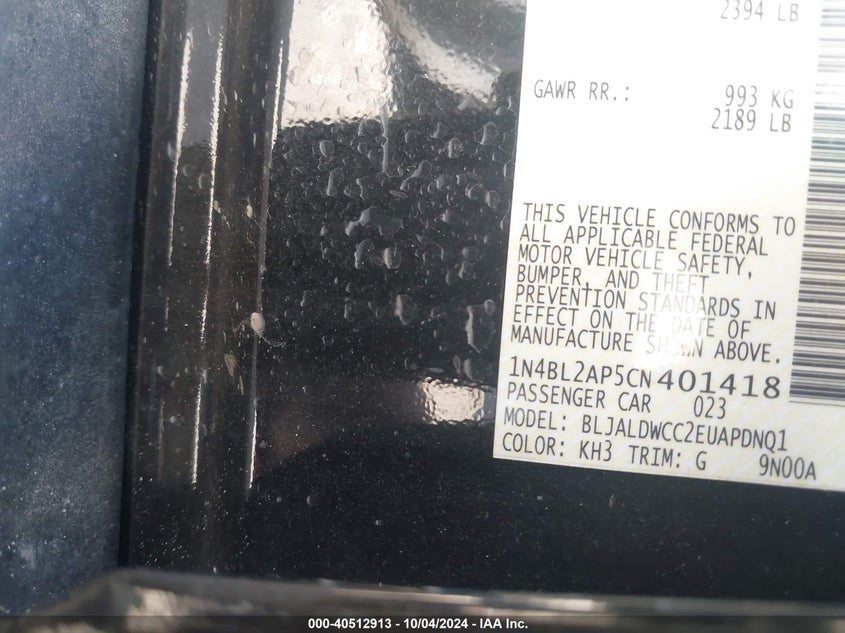 2394 LB
GAWR RR.: 993 KG
2189 LB
THIS VEHICLE CONFORMS TO
ALL APPLICABLE FEDERAL
MOTOR VEHICLE SAFETY,
BUMPER, AND THEFT
PREVENTION STANDARDS IN
EFFECT ON THE DATE OF
MANUFACTURE SHOWN ABOVE.
1N4BL2AP5CN401418
PASSENGER CAR 023
MODEL: BLJALDWCC2EUAPDNQ1
COLOR: KH3 TRIM: G 9N00A
000-40512913 - 10/04/2024 - IAA Inc.